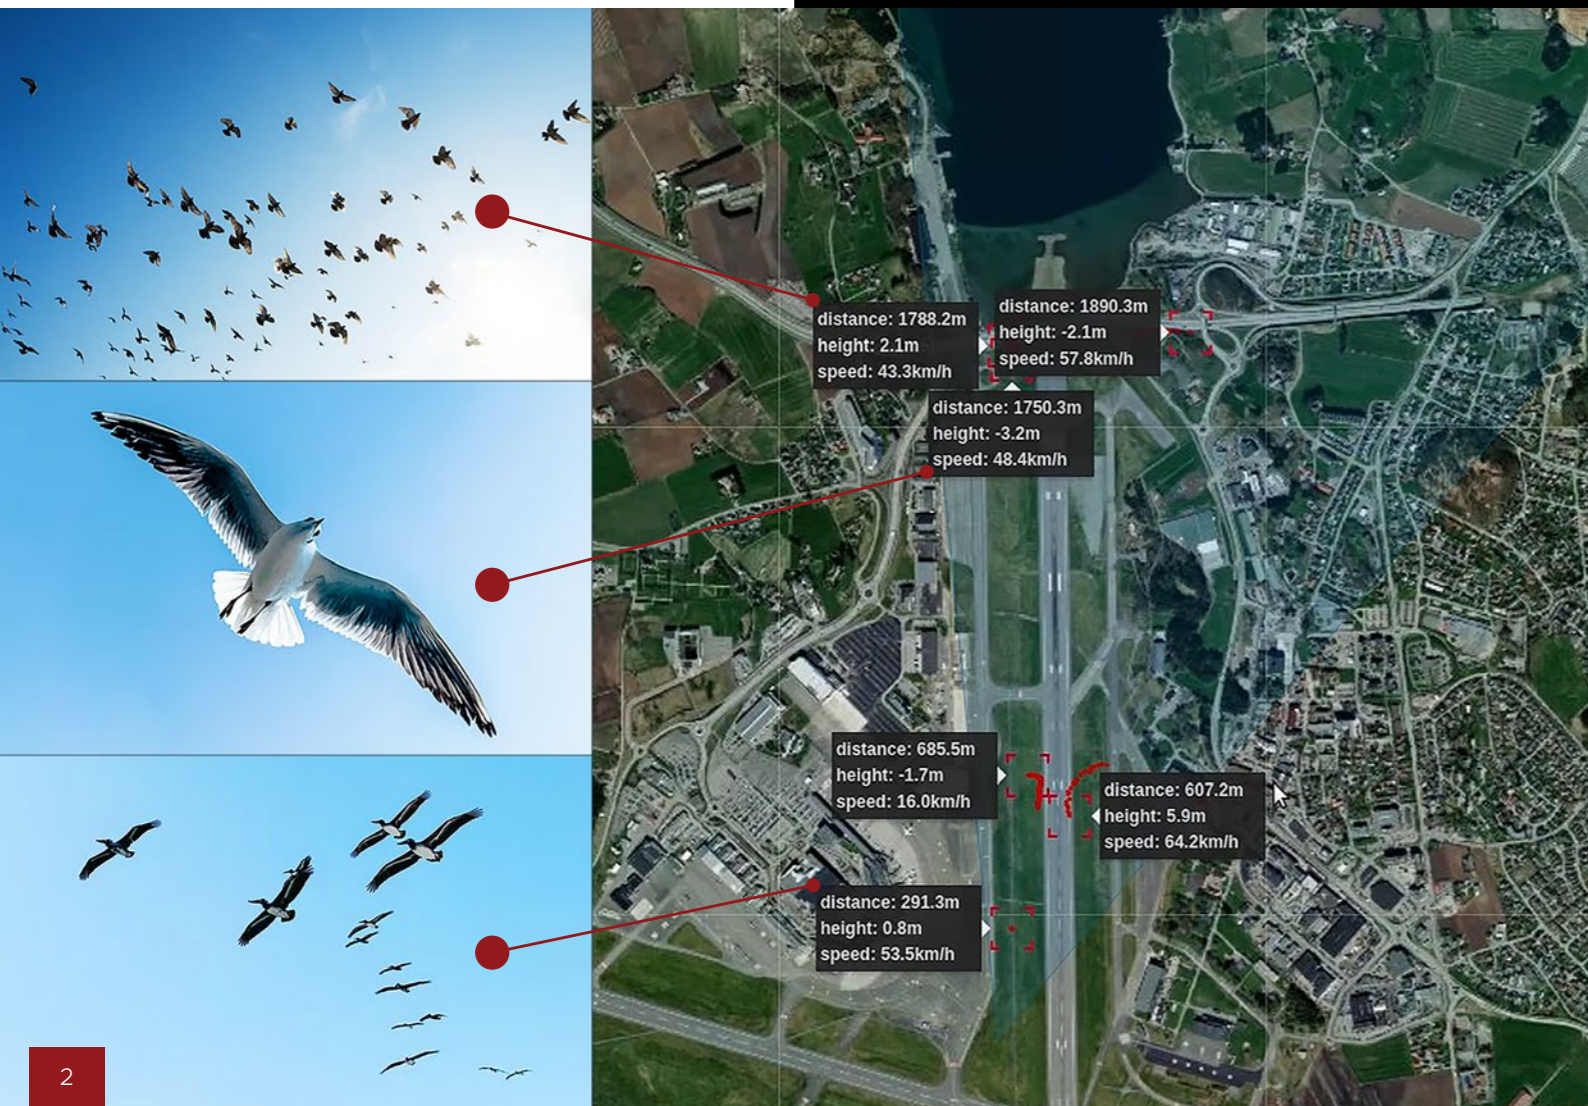 distance: 1788.2m
height: 2.1m
speed: 43.3km/h
distance: 1890.3m
height: -2.1m
speed: 57.8km/h
distance: 1750.3m
height: -3.2m
speed: 48.4km/h
distance: 685.5m
height: -1.7m
speed: 16.0km/h
distance: 607.2m
height: 5.9m
speed: 64.2km/h
distance: 291.3m
height: 0.8m
speed: 53.5km/h
2